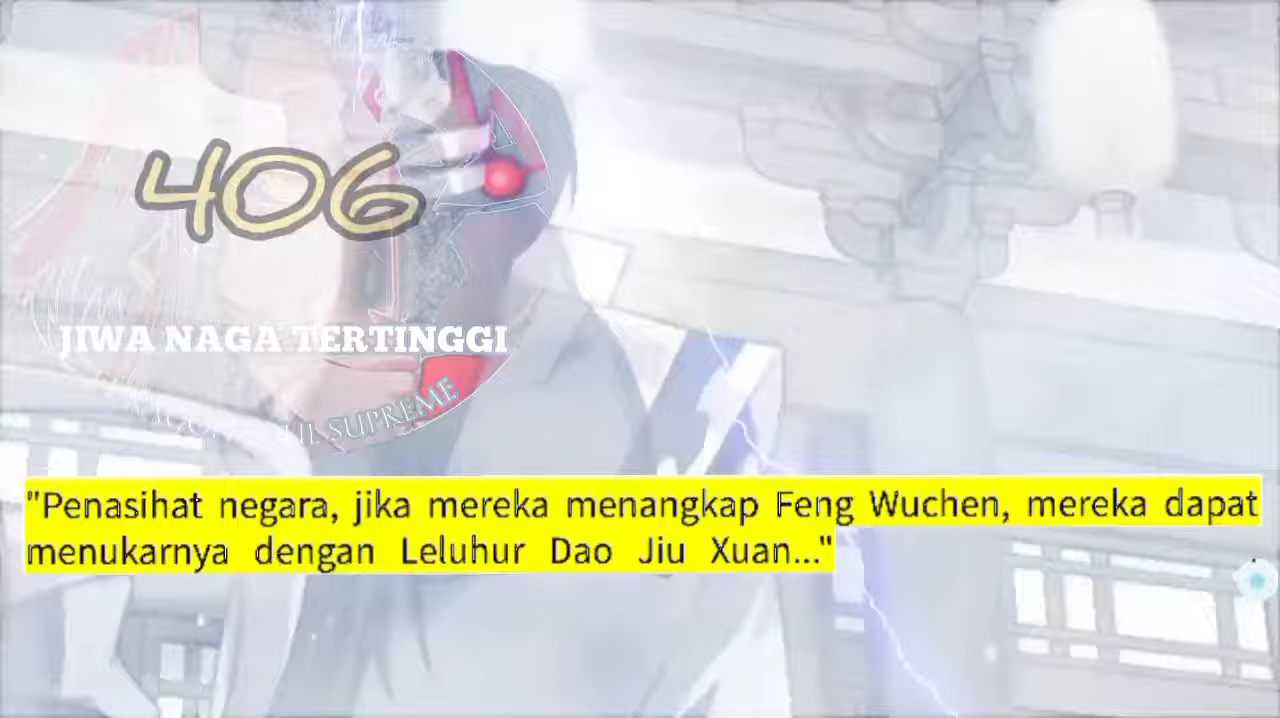 406
JIWA NAGA TERTINGGI
SUPREME
"Penasihat negara, jika mereka menangkap Feng Wuchen, mereka dapat
menukarnya dengan Leluhur Dao Jiu Xuan..."